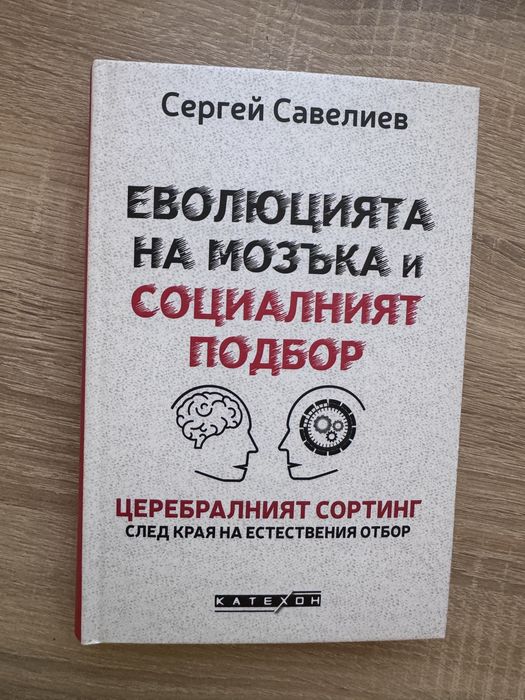 Сергей Савелиев
ЕВОЛЮЦИЯТА
НА МОЗЪКА и
СОЦИАЛНИЯТ
ПОДБОР
ЦЕРЕБРАЛНИЯТ СОРТИНГ
СЛЕД КРАЯ НА ЕСТЕСТВЕНИЯ ОТБОР
КАТЕХОН